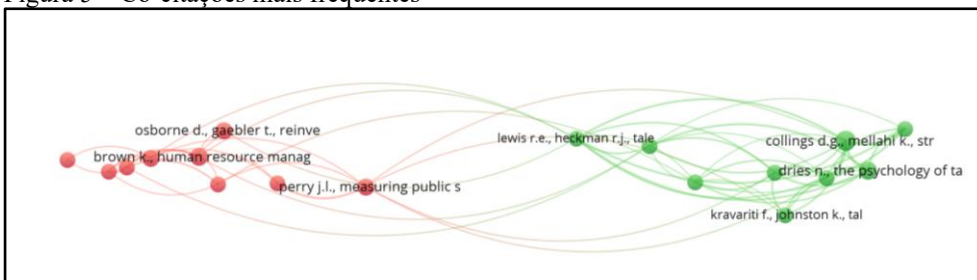 Figura 3 – Co-citações mais frequentes
osborne d., gaebler t., reinve
brown k., human resource manag
perry j.l., measuring public s
lewis r.e., heckman r.j., tale
collings d.g., mellahi k., str
dries n., the psychology of ta
kravariti f., johnston k., tal